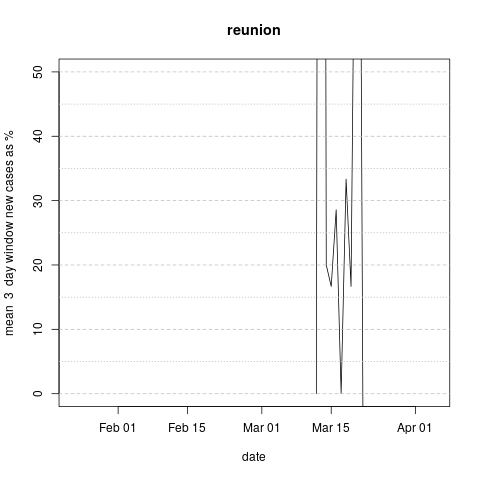 reunion
mean  3  day window new cases as %
50
40
30
20
10
0
Feb 01
Feb 15
Mar 01
Mar 15
Apr 01
date